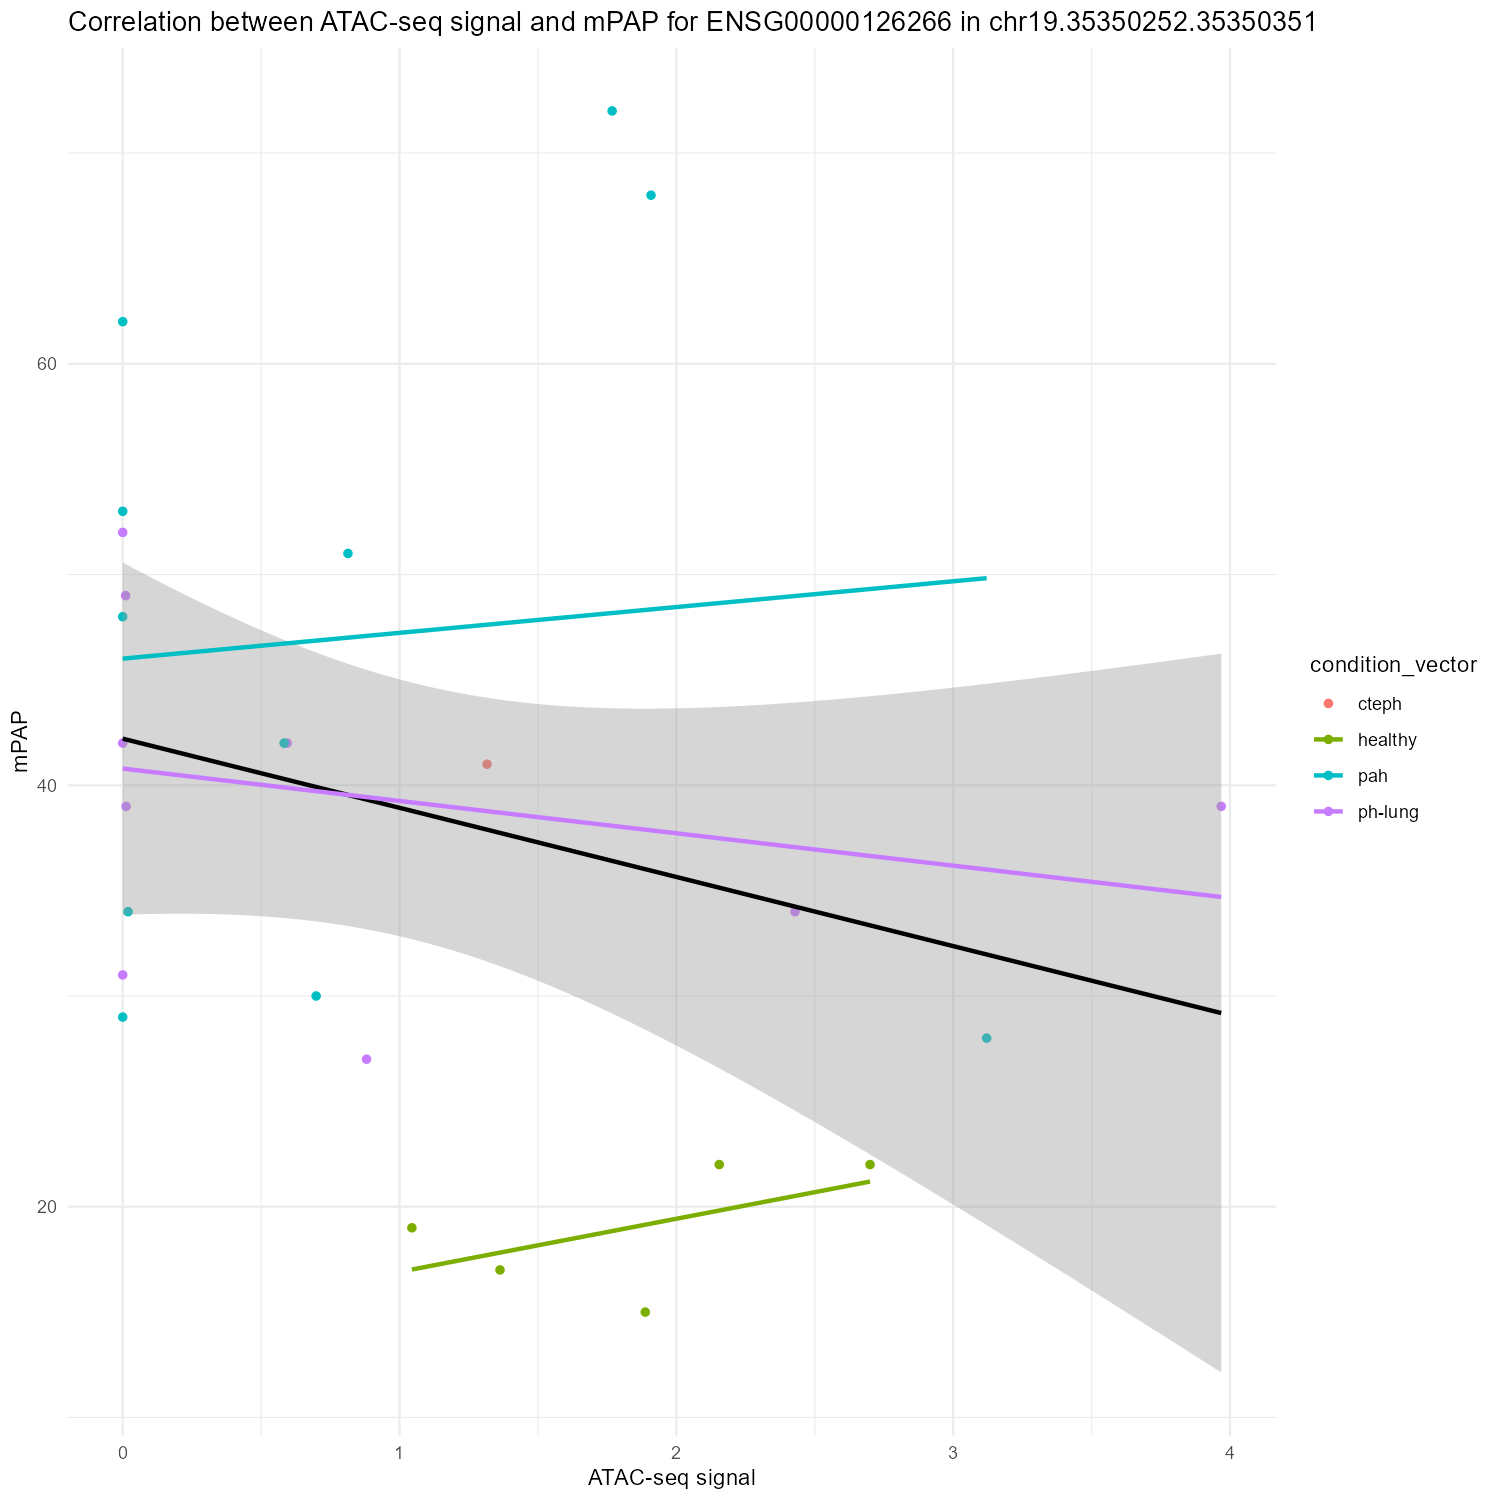 Correlation between ATAC-seq signal and mPAP for ENSG00000126266 in chr19.35350252.35350351
60
40
20
mPAP
0 1 2 3 4
ATAC-seq signal
condition_vector
cteph
healthy
pah
ph-lung